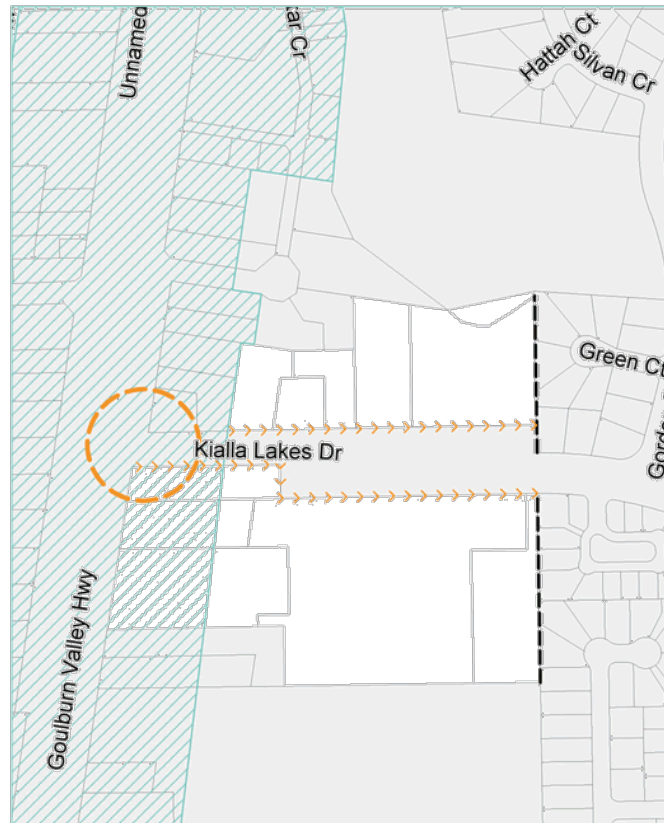 Unnamed
Hattah Ct
Silvan Cr
Green Ct
Kialla Lakes Dr
Goulburn Valley Hwy